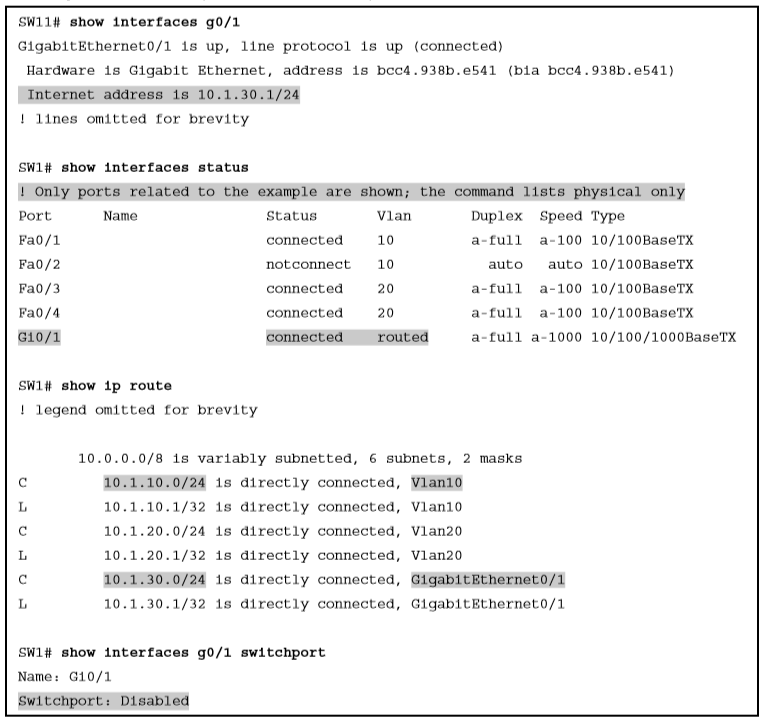 SW11# show interfaces g0/1
GigabitEthernet0/1 is up, line protocol is up (connected)
 Hardware is Gigabit Ethernet, address is bcc4.938b.e541 (bia bcc4.938b.e541)
 Internet address is 10.1.30.1/24
! lines omitted for brevity

SW1# show interfaces status
! Only ports related to the example are shown; the command lists physical only
Port      Name               Status       Vlan       Duplex  Speed Type
Fa0/1                        connected    10         a-full  a-100 10/100BaseTX
Fa0/2                        notconnect   10           auto   auto 10/100BaseTX
Fa0/3                        connected    20         a-full  a-100 10/100BaseTX
Fa0/4                        connected    20         a-full  a-100 10/100BaseTX
Gi0/1                        connected    routed     a-full a-1000 10/100/1000BaseTX

SW1# show ip route
! legend omitted for brevity

       10.0.0.0/8 is variably subnetted, 6 subnets, 2 masks
C         10.1.10.0/24 is directly connected, Vlan10
L         10.1.10.1/32 is directly connected, Vlan10
C         10.1.20.0/24 is directly connected, Vlan20
L         10.1.20.1/32 is directly connected, Vlan20
C         10.1.30.0/24 is directly connected, GigabitEthernet0/1
L         10.1.30.1/32 is directly connected, GigabitEthernet0/1

SW1# show interfaces g0/1 switchport
Name: Gi0/1
Switchport: Disabled